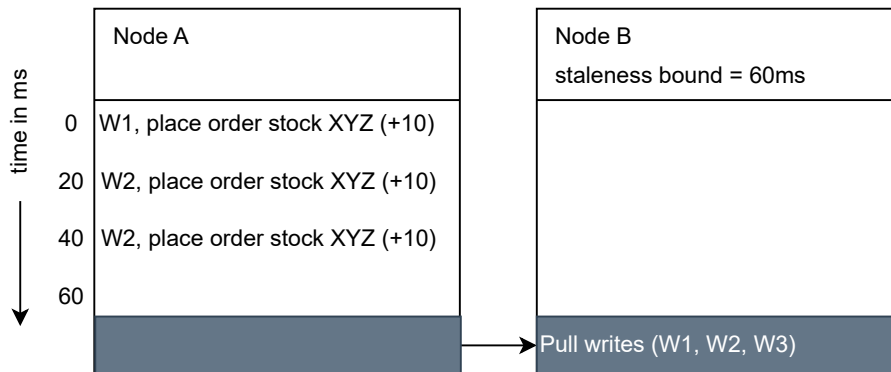 Node A
Node B
staleness bound = 60ms
time in ms
0
W1, place order stock XYZ (+10)
20
W2, place order stock XYZ (+10)
40
W2, place order stock XYZ (+10)
60
Pull writes (W1, W2, W3)